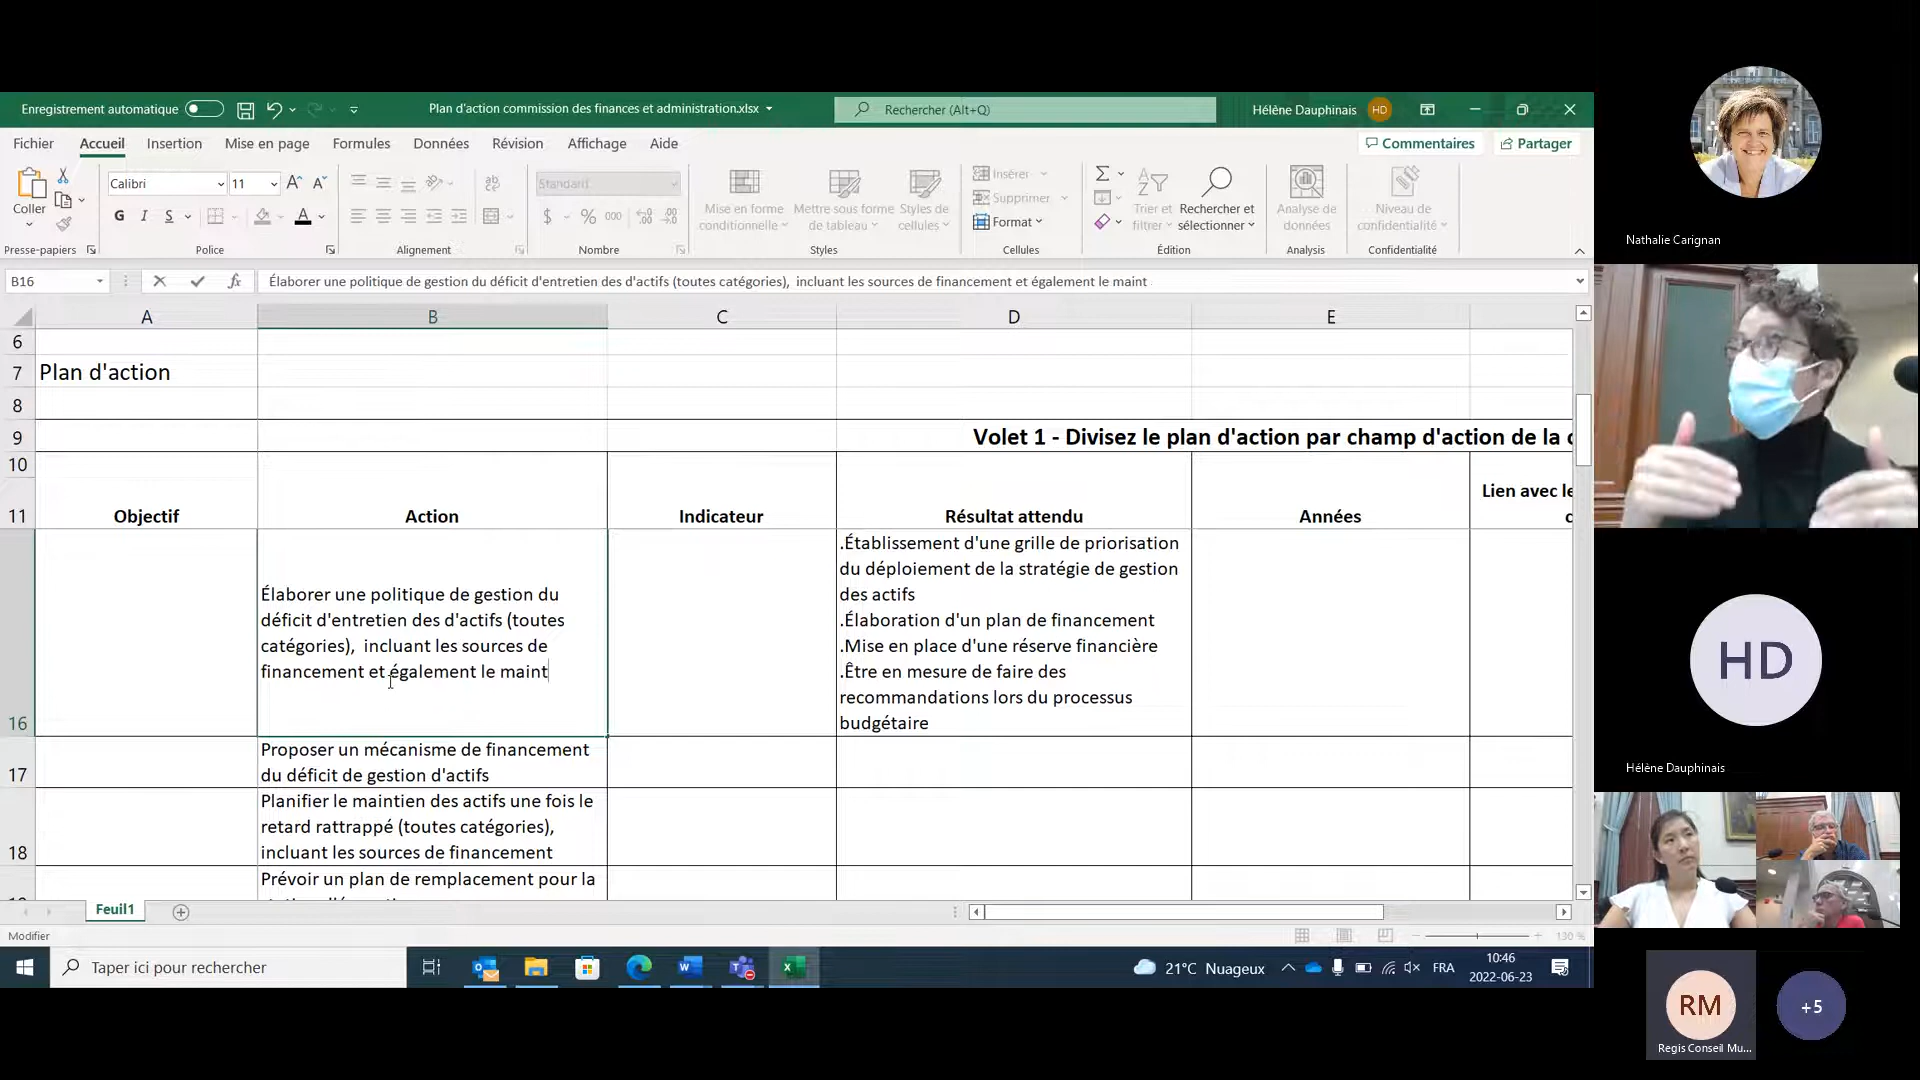 Enregistrement automatique
Plan d'action commission des finances et administration.xlsx
Rechercher (Alt+Q)
Hélène Dauphinais
HD
Fichier
Accueil
Insertion
Mise en page
Formules
Données
Révision
Affichage
Aide
Commentaires
Partager
Coller
Calibri
11
G I S
Standard
$ % 000
Mise en forme
conditionnelle
Mettre sous forme
de tableau
Styles de
cellules
Insérer
Supprimer
Format
Trier et
filtrer
Rechercher et
sélectionner
Analyse de
données
Niveau de
confidentialité
Presse-papiers
Police
Alignement
Nombre
Styles
Cellules
Édition
Analysis
Confidentialité
B16
Élaborer une politique de gestion du déficit d'entretien des d'actifs (toutes catégories),  incluant les sources de financement et également le maint
A B C D E
6
7 Plan d'action
8
9 Volet 1 - Divisez le plan d'action par champ d'action de la
10
11
Objectif
Action
Indicateur
Résultat attendu
Années
Lien avec le
16
Élaborer une politique de gestion du
déficit d'entretien des d'actifs (toutes
catégories),  incluant les sources de
financement et également le maint
.Établissement d'une grille de priorisation
du déploiement de la stratégie de gestion
des actifs
.Élaboration d'un plan de financement
.Mise en place d'une réserve financière
.Être en mesure de faire des
recommandations lors du processus
budgétaire
17
Proposer un mécanisme de financement
du déficit de gestion d'actifs
18
Planifier le maintien des actifs une fois le
retard rattrappé (toutes catégories),
incluant les sources de financement
Prévoir un plan de remplacement pour la
Feuil1
Modifier
130 %
Taper ici pour rechercher
21°C Nuageux
FRA
10:46
2022-06-23
Nathalie Carignan
HD
Hélène Dauphinais
RM
Regis Conseil Mu...
+5